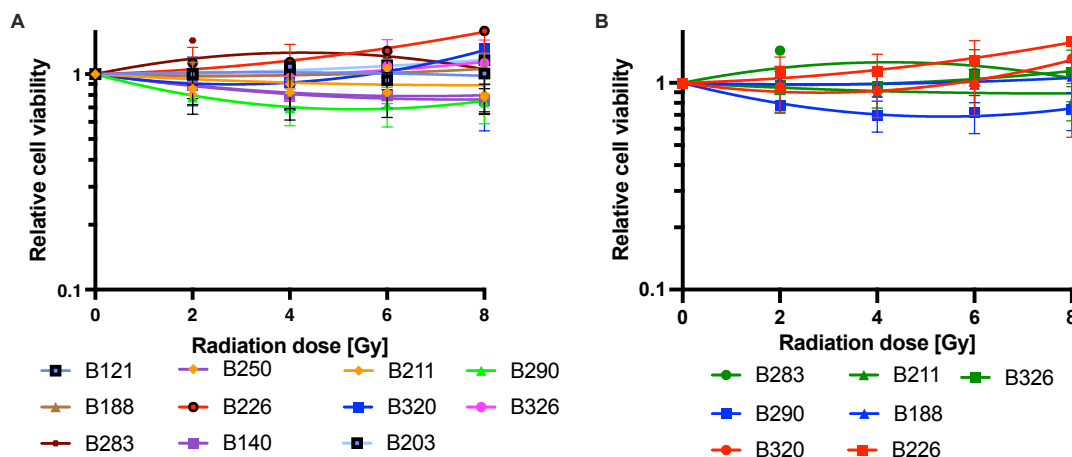 A
Relative cell viability
1
0.1
0 2 4 6 8
Radiation dose [Gy]
B121 B250 B211 B290
B188 B226 B320 B326
B283 B140 B203
B
Relative cell viability
1
0.1
0 2 4 6 8
Radiation dose [Gy]
B283 B211 B326
B290 B188
B320 B226